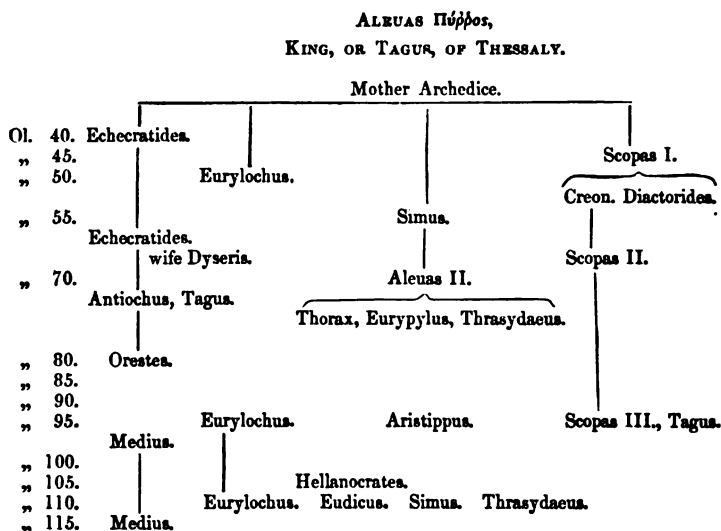 ALEUAS Πύῤῥος,
KING, OR TAGUS, OF THESSALY.
Mother Archedice.
Ol. 40. Echecratides.
„ 45. Scopas I.
„ 50. Eurylochus.
Creon. Diactorides.
„ 55. Simus.
Echecratides.
wife Dyseris. Scopas II.
„ 70. Aleuas II.
Antiochus, Tagus.
Thorax, Eurypylus, Thrasydaeus.
„ 80. Orestes.
„ 85.
„ 90.
„ 95. Eurylochus. Aristippus. Scopas III., Tagus.
Medius.
„ 100.
„ 105. Hellanocrates.
„ 110. Eurylochus. Eudicus. Simus. Thrasydaeus.
„ 115. Medius.